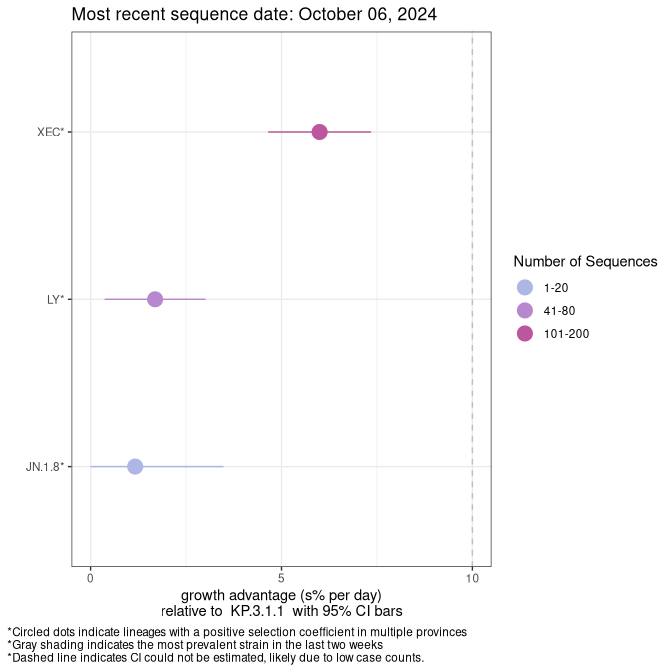 Most recent sequence date: October 06, 2024
XEC*
LY*
JN.1.8*
0
5
10
growth advantage (s% per day)
relative to  KP.3.1.1  with 95% CI bars
Number of Sequences
1-20
41-80
101-200
*Circled dots indicate lineages with a positive selection coefficient in multiple provinces
*Gray shading indicates the most prevalent strain in the last two weeks
*Dashed line indicates CI could not be estimated, likely due to low case counts.